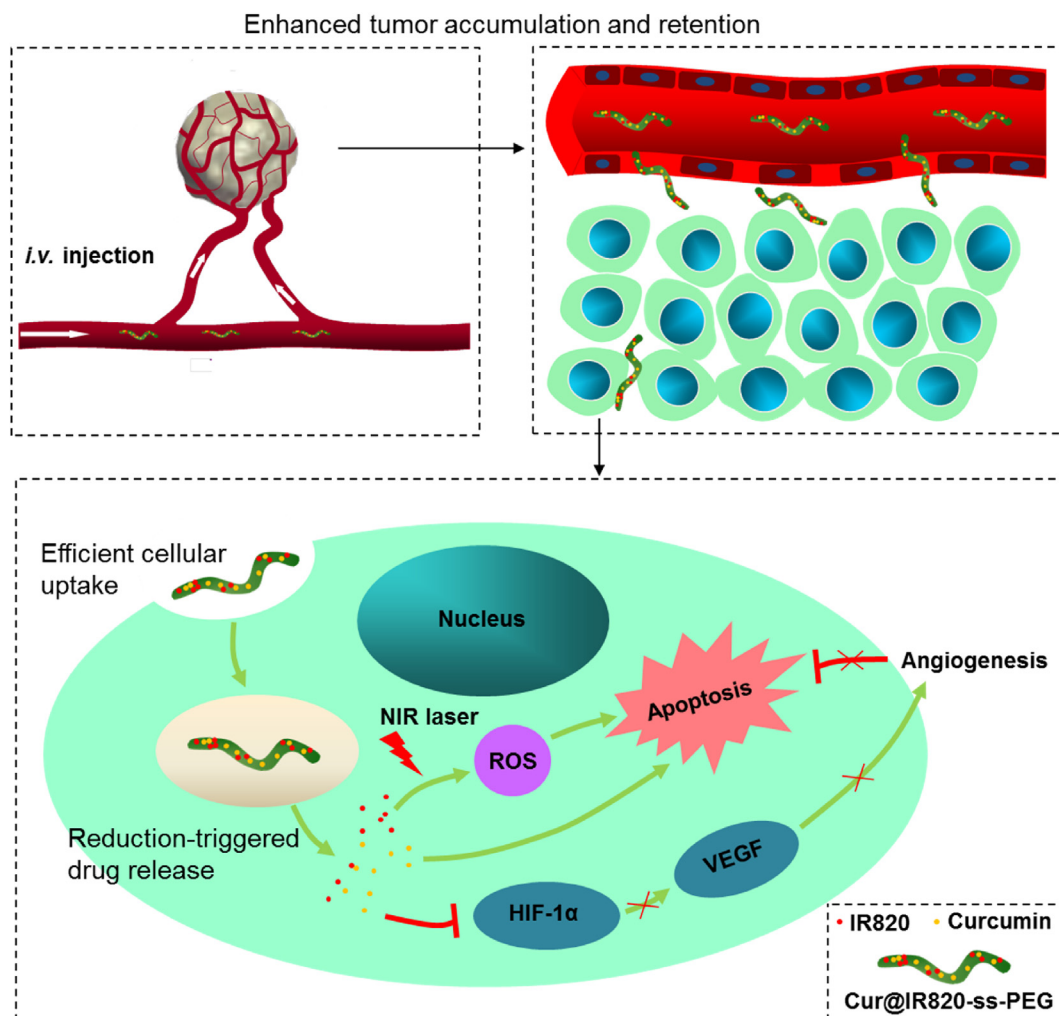 Enhanced tumor accumulation and retention
i.v. injection
Efficient cellular
uptake
Nucleus
NIR laser
ROS
Apoptosis
Angiogenesis
Reduction-triggered
drug release
HIF-1α
VEGF
IR820
Curcumin
Cur@IR820-ss-PEG